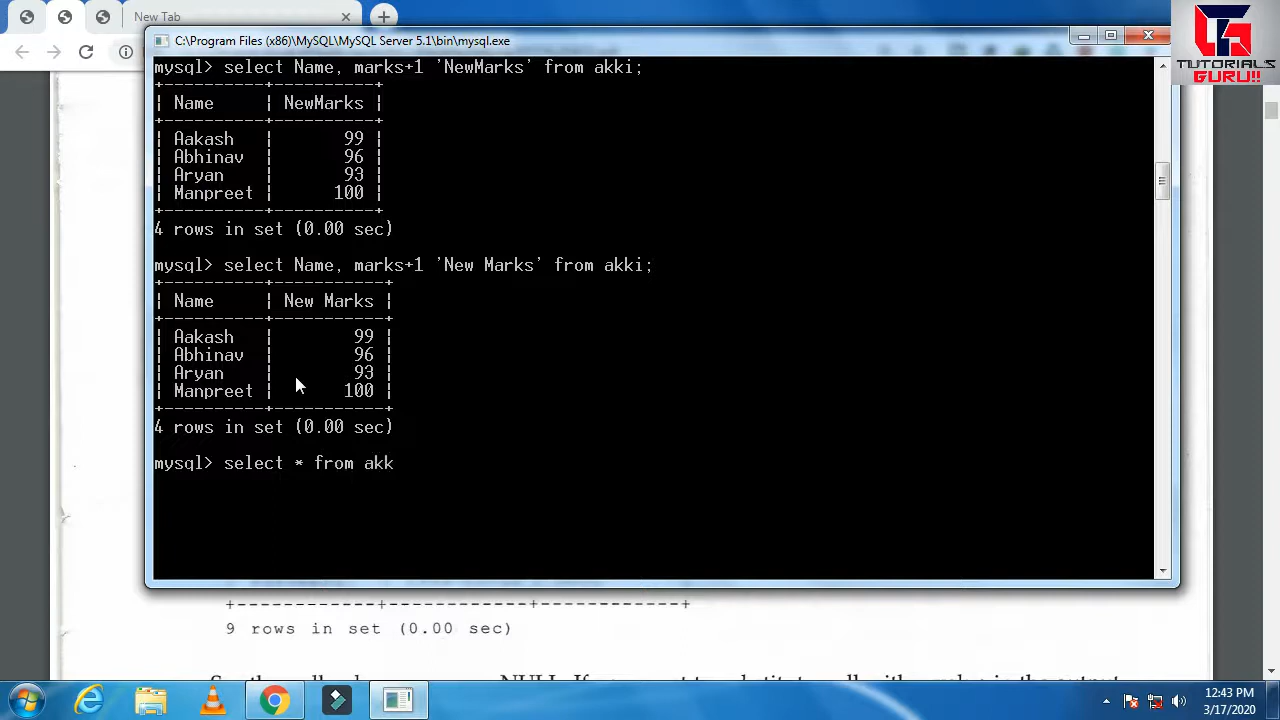 New Tab
C:\Program Files (x86)\MySQL\MySQL Server 5.1\bin\mysql.exe
TUTORIALS
GURU!!
mysql> select Name, marks+1 'NewMarks' from akki;
+-----------+-----------+
| Name | NewMarks |
+-----------+-----------+
| Aakash | 99 |
| Abhinav | 96 |
| Aryan | 93 |
| Manpreet | 100 |
+-----------+-----------+
4 rows in set (0.00 sec)
mysql> select Name, marks+1 'New Marks' from akki;
+-----------+-----------+
| Name | New Marks |
+-----------+-----------+
| Aakash | 99 |
| Abhinav | 96 |
| Aryan | 93 |
| Manpreet | 100 |
+-----------+-----------+
4 rows in set (0.00 sec)
mysql> select * from akk
+------------+------------+------------+
9 rows in set (0.00 sec)
12:43 PM
3/17/2020